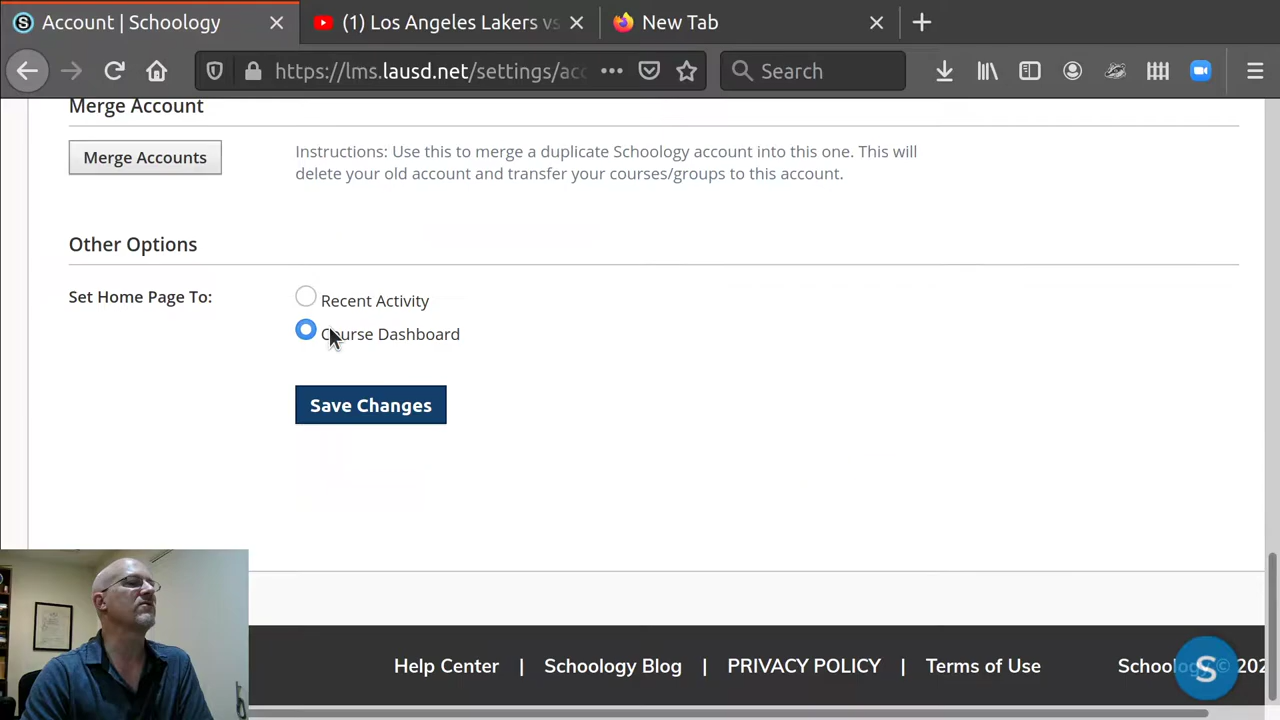 Account | Schoology
(1) Los Angeles Lakers vs
New Tab
https://lms.lausd.net/settings/acc
Search
Merge Account
Merge Accounts
Instructions: Use this to merge a duplicate Schoology account into this one. This will
delete your old account and transfer your courses/groups to this account.
Other Options
Set Home Page To:
Recent Activity
Course Dashboard
Save Changes
Help Center | Schoology Blog | PRIVACY POLICY | Terms of Use
Schoology © 202
S